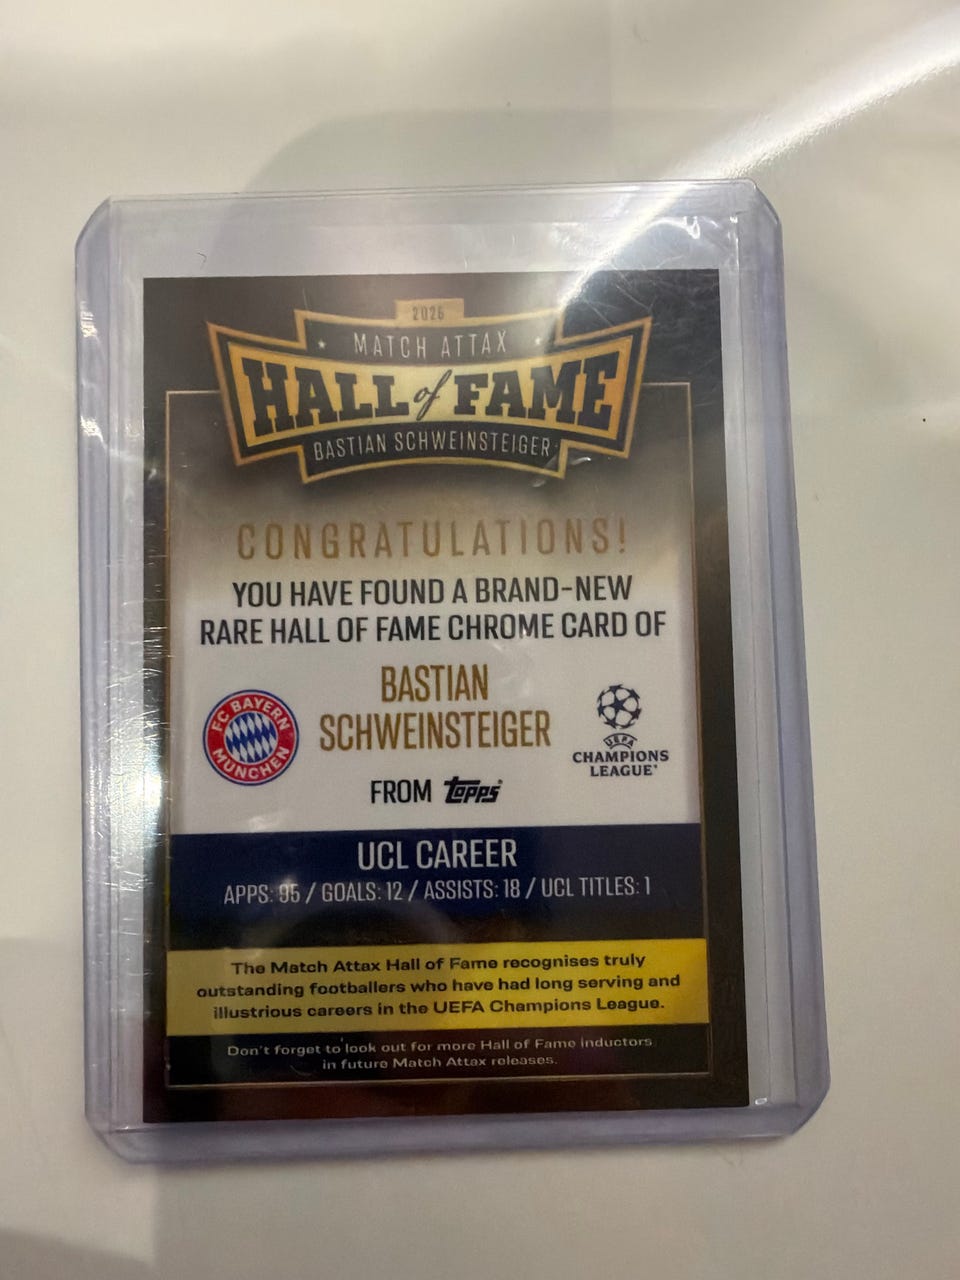 2026
MATCH ATTAX
HALL of FAME
BASTIAN SCHWEINSTEIGER
CONGRATULATIONS!
YOU HAVE FOUND A BRAND-NEW
RARE HALL OF FAME CHROME CARD OF
BASTIAN
SCHWEINSTEIGER
FC BAYERN
MÜNCHEN
UEFA
CHAMPIONS
LEAGUE
FROM topps
UCL CAREER
APPS: 95 / GOALS: 12 / ASSISTS: 18 / UCL TITLES: 1
The Match Attax Hall of Fame recognises truly
outstanding footballers who have had long serving and
illustrious careers in the UEFA Champions League.
Don't forget to look out for more Hall of Fame inductors
in future Match Attax releases.